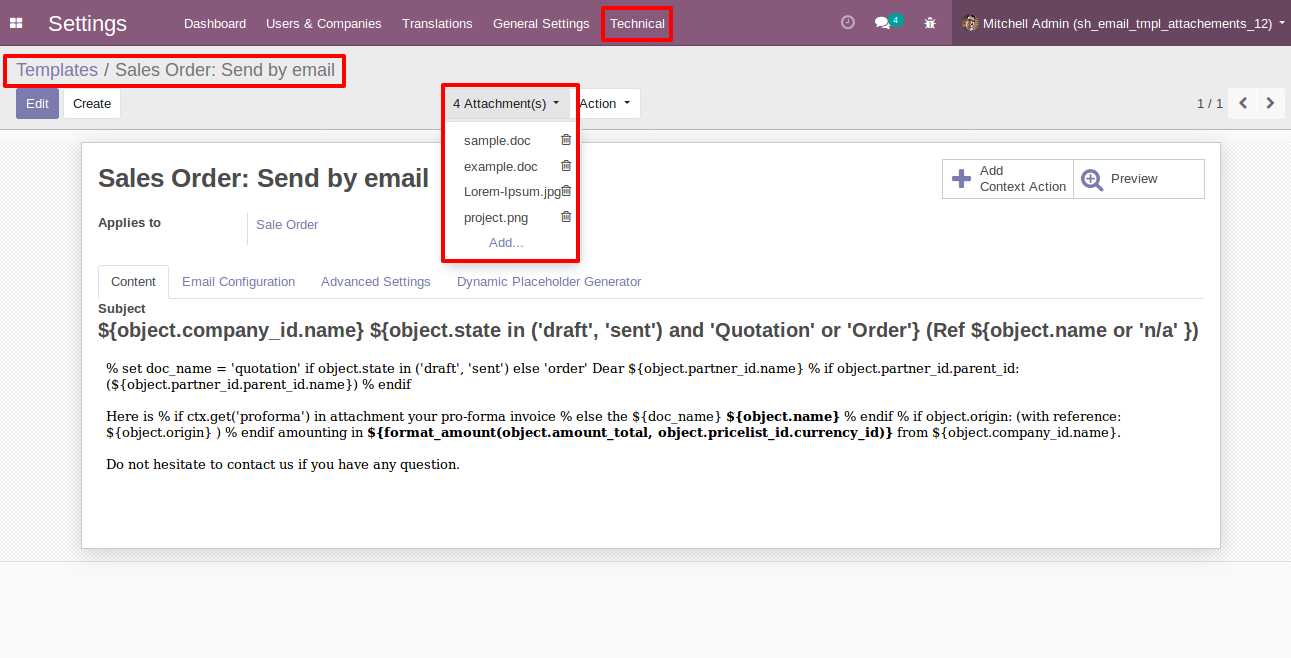 Settings Dashboard Users & Companies Translations General Settings Technical 4 Mitchell Admin (sh_email_tmpl_attachements_12)
Templates / Sales Order: Send by email
Edit Create 4 Attachment(s) Action 1 / 1
sample.doc
example.doc
Lorem-Ipsum.jpg
project.png
Add...
Sales Order: Send by email
Add
Context Action
Preview
Applies to Sale Order
Content Email Configuration Advanced Settings Dynamic Placeholder Generator
Subject
${object.company_id.name} ${object.state in ('draft', 'sent') and 'Quotation' or 'Order'} (Ref ${object.name or 'n/a' })
% set doc_name = 'quotation' if object.state in ('draft', 'sent') else 'order' Dear ${object.partner_id.name} % if object.partner_id.parent_id:
(${object.partner_id.parent_id.name}) % endif
Here is % if ctx.get('proforma') in attachment your pro-forma invoice % else the ${doc_name} ${object.name} % endif % if object.origin: (with reference:
${object.origin} ) % endif amounting in ${format_amount(object.amount_total, object.pricelist_id.currency_id)} from ${object.company_id.name}.
Do not hesitate to contact us if you have any question.